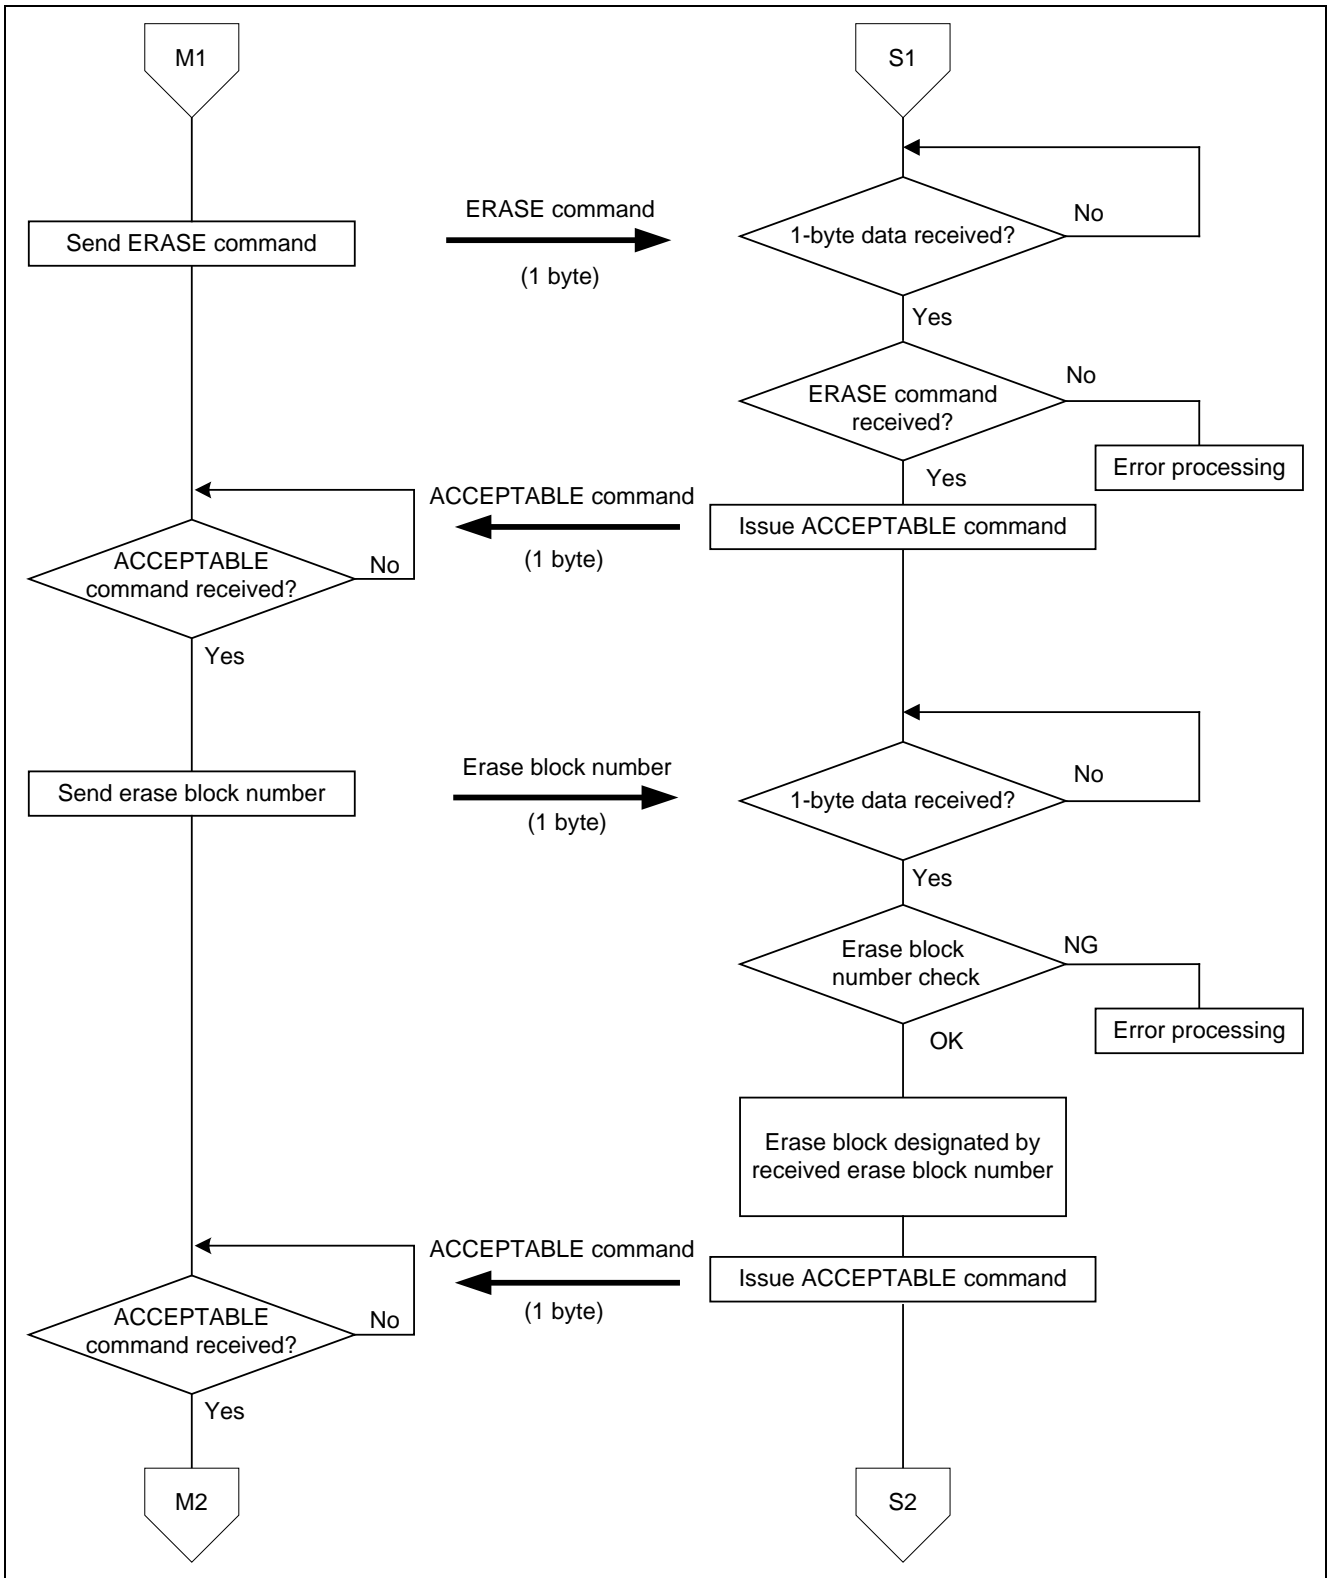 M1
S1
ERASE command
No
Send ERASE command
1-byte data received?
(1 byte)
Yes
No
ERASE command
received?
Error processing
Yes
ACCEPTABLE command
Issue ACCEPTABLE command
(1 byte)
ACCEPTABLE
command received?
No
Yes
Erase block number
No
Send erase block number
1-byte data received?
(1 byte)
Yes
Erase block
number check
NG
Error processing
OK
Erase block designated by
received erase block number
ACCEPTABLE command
Issue ACCEPTABLE command
(1 byte)
ACCEPTABLE
command received?
No
Yes
M2
S2